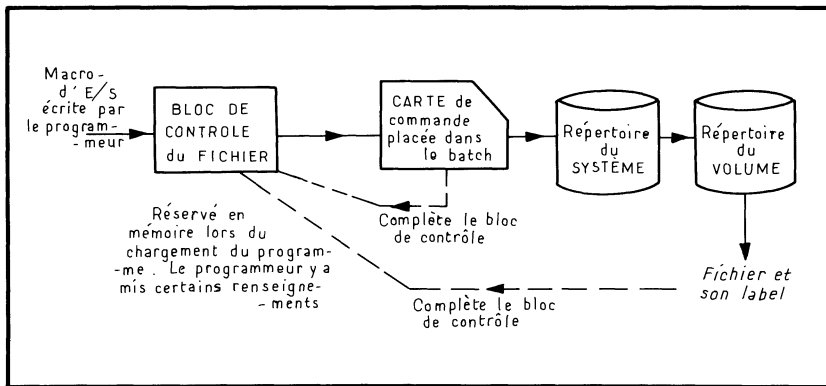 Macro-
d'E/S
écrite par
le program-
-meur
BLOC DE
CONTROLE
du FICHIER
CARTE de
commande
placée dans
le batch
Répertoire
du
SYSTÈME
Répertoire
du
VOLUME
Réservé en
mémoire lors du
chargement du program-
-me. Le programmeur y a
mis certains renseigne-
-ments
Complète le bloc
de contrôle
Fichier et
son label
Complète le bloc
de contrôle